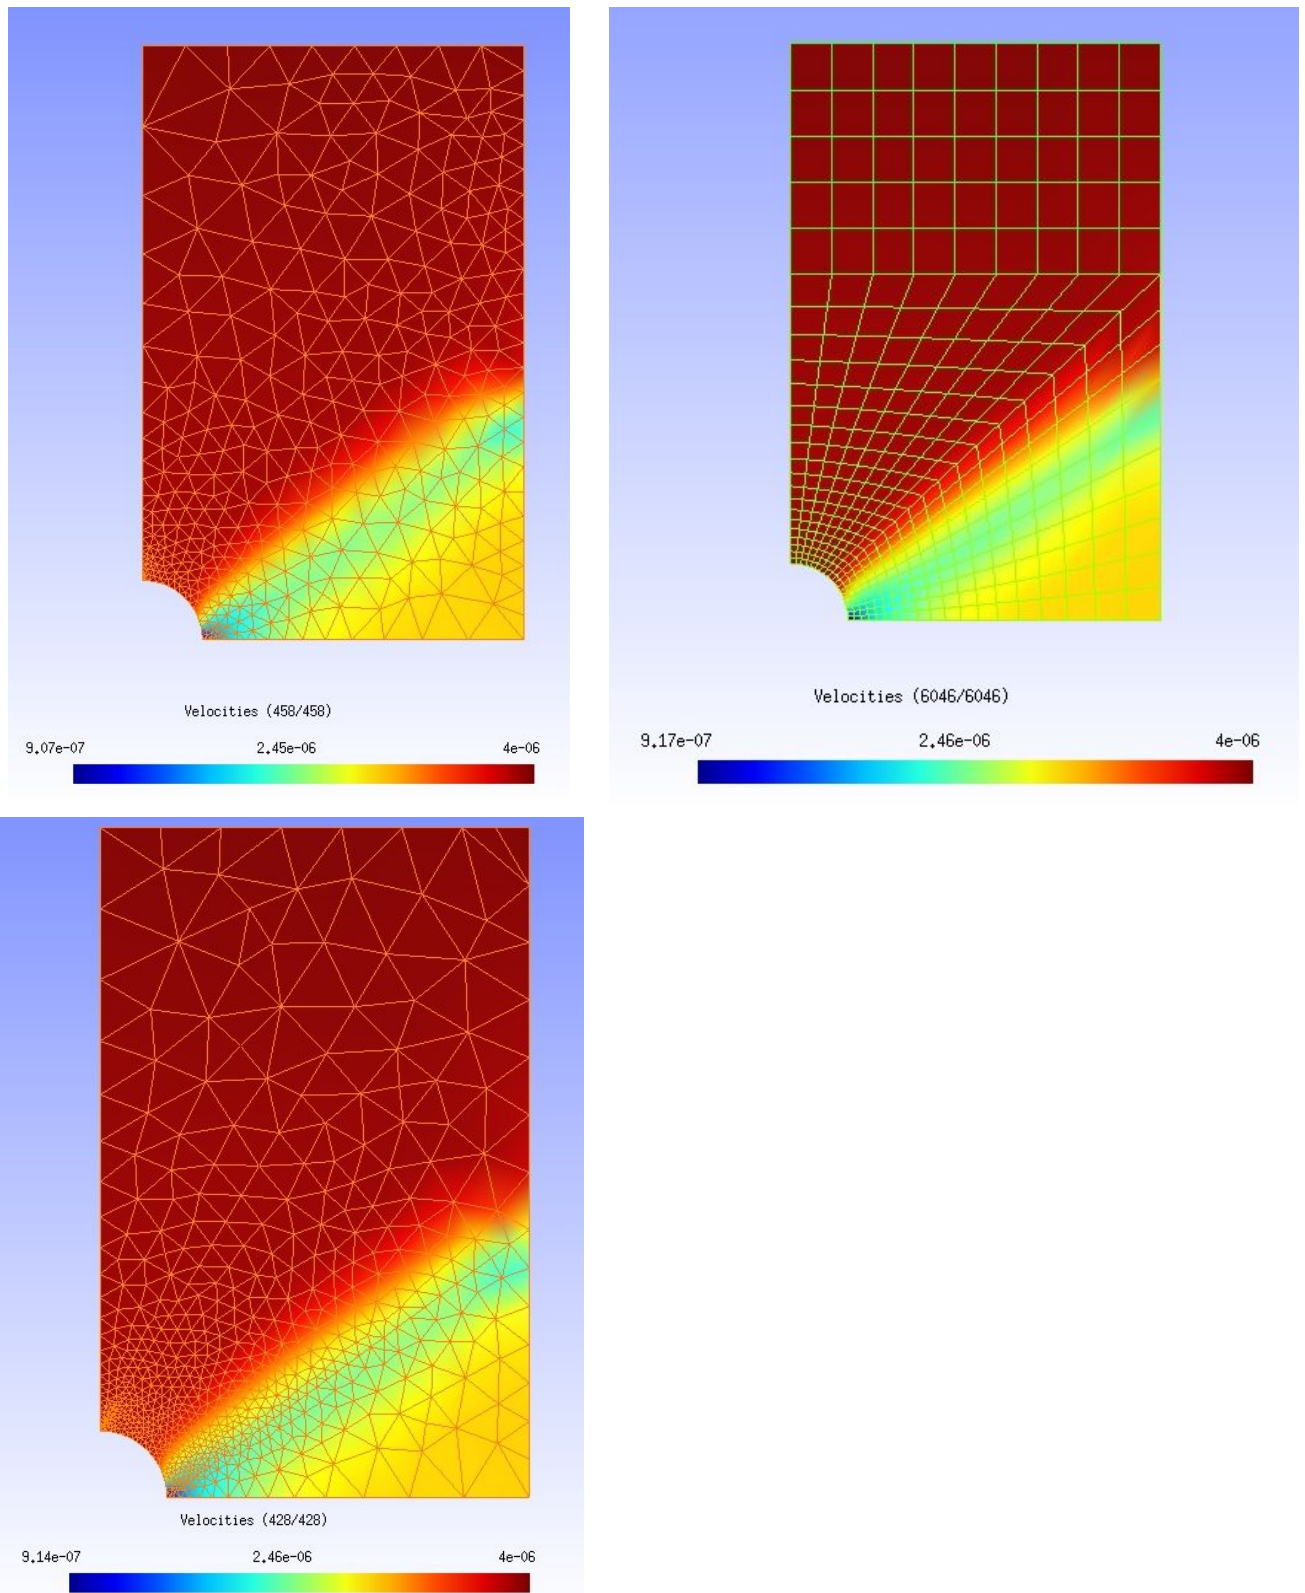 Velocities (458/458)
9.07e-07 2.45e-06 4e-06
Velocities (6046/6046)
9.17e-07 2.46e-06 4e-06
Velocities (428/428)
9.14e-07 2.46e-06 4e-06